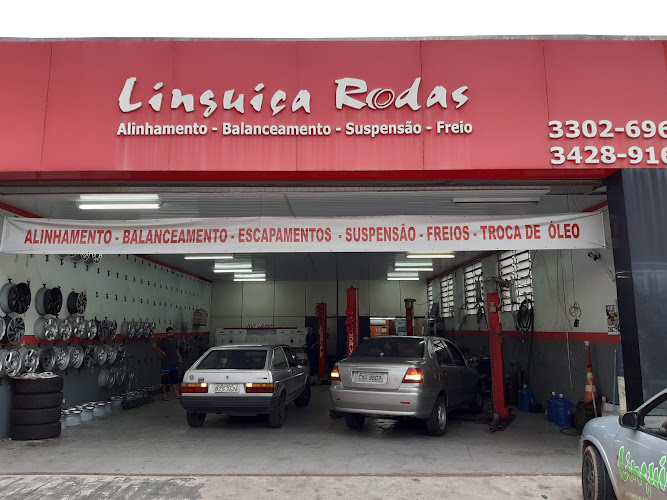 Linguiça Rodas
Alinhamento - Balanceamento - Suspensão - Freio
3302-696
3428-916
ALINHAMENTO - BALANCEAMENTO - ESCAPAMENTOS - SUSPENSÃO - FREIOS - TROCA DE ÓLEO